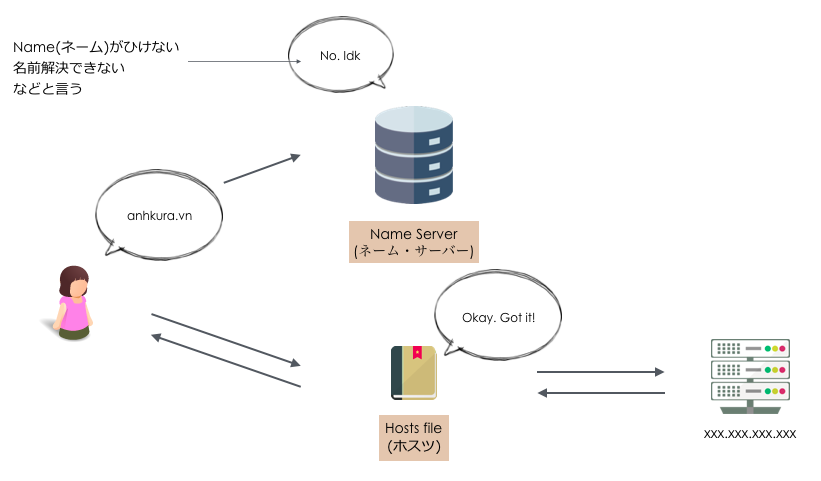 Name(ネーム)がひけない
名前解決できない
などと言う
No. Idk
anhkura.vn
Name Server
(ネーム・サーバー)
Okay. Got it!
Hosts file
(ホスツ)
xxx.xxx.xxx.xxx